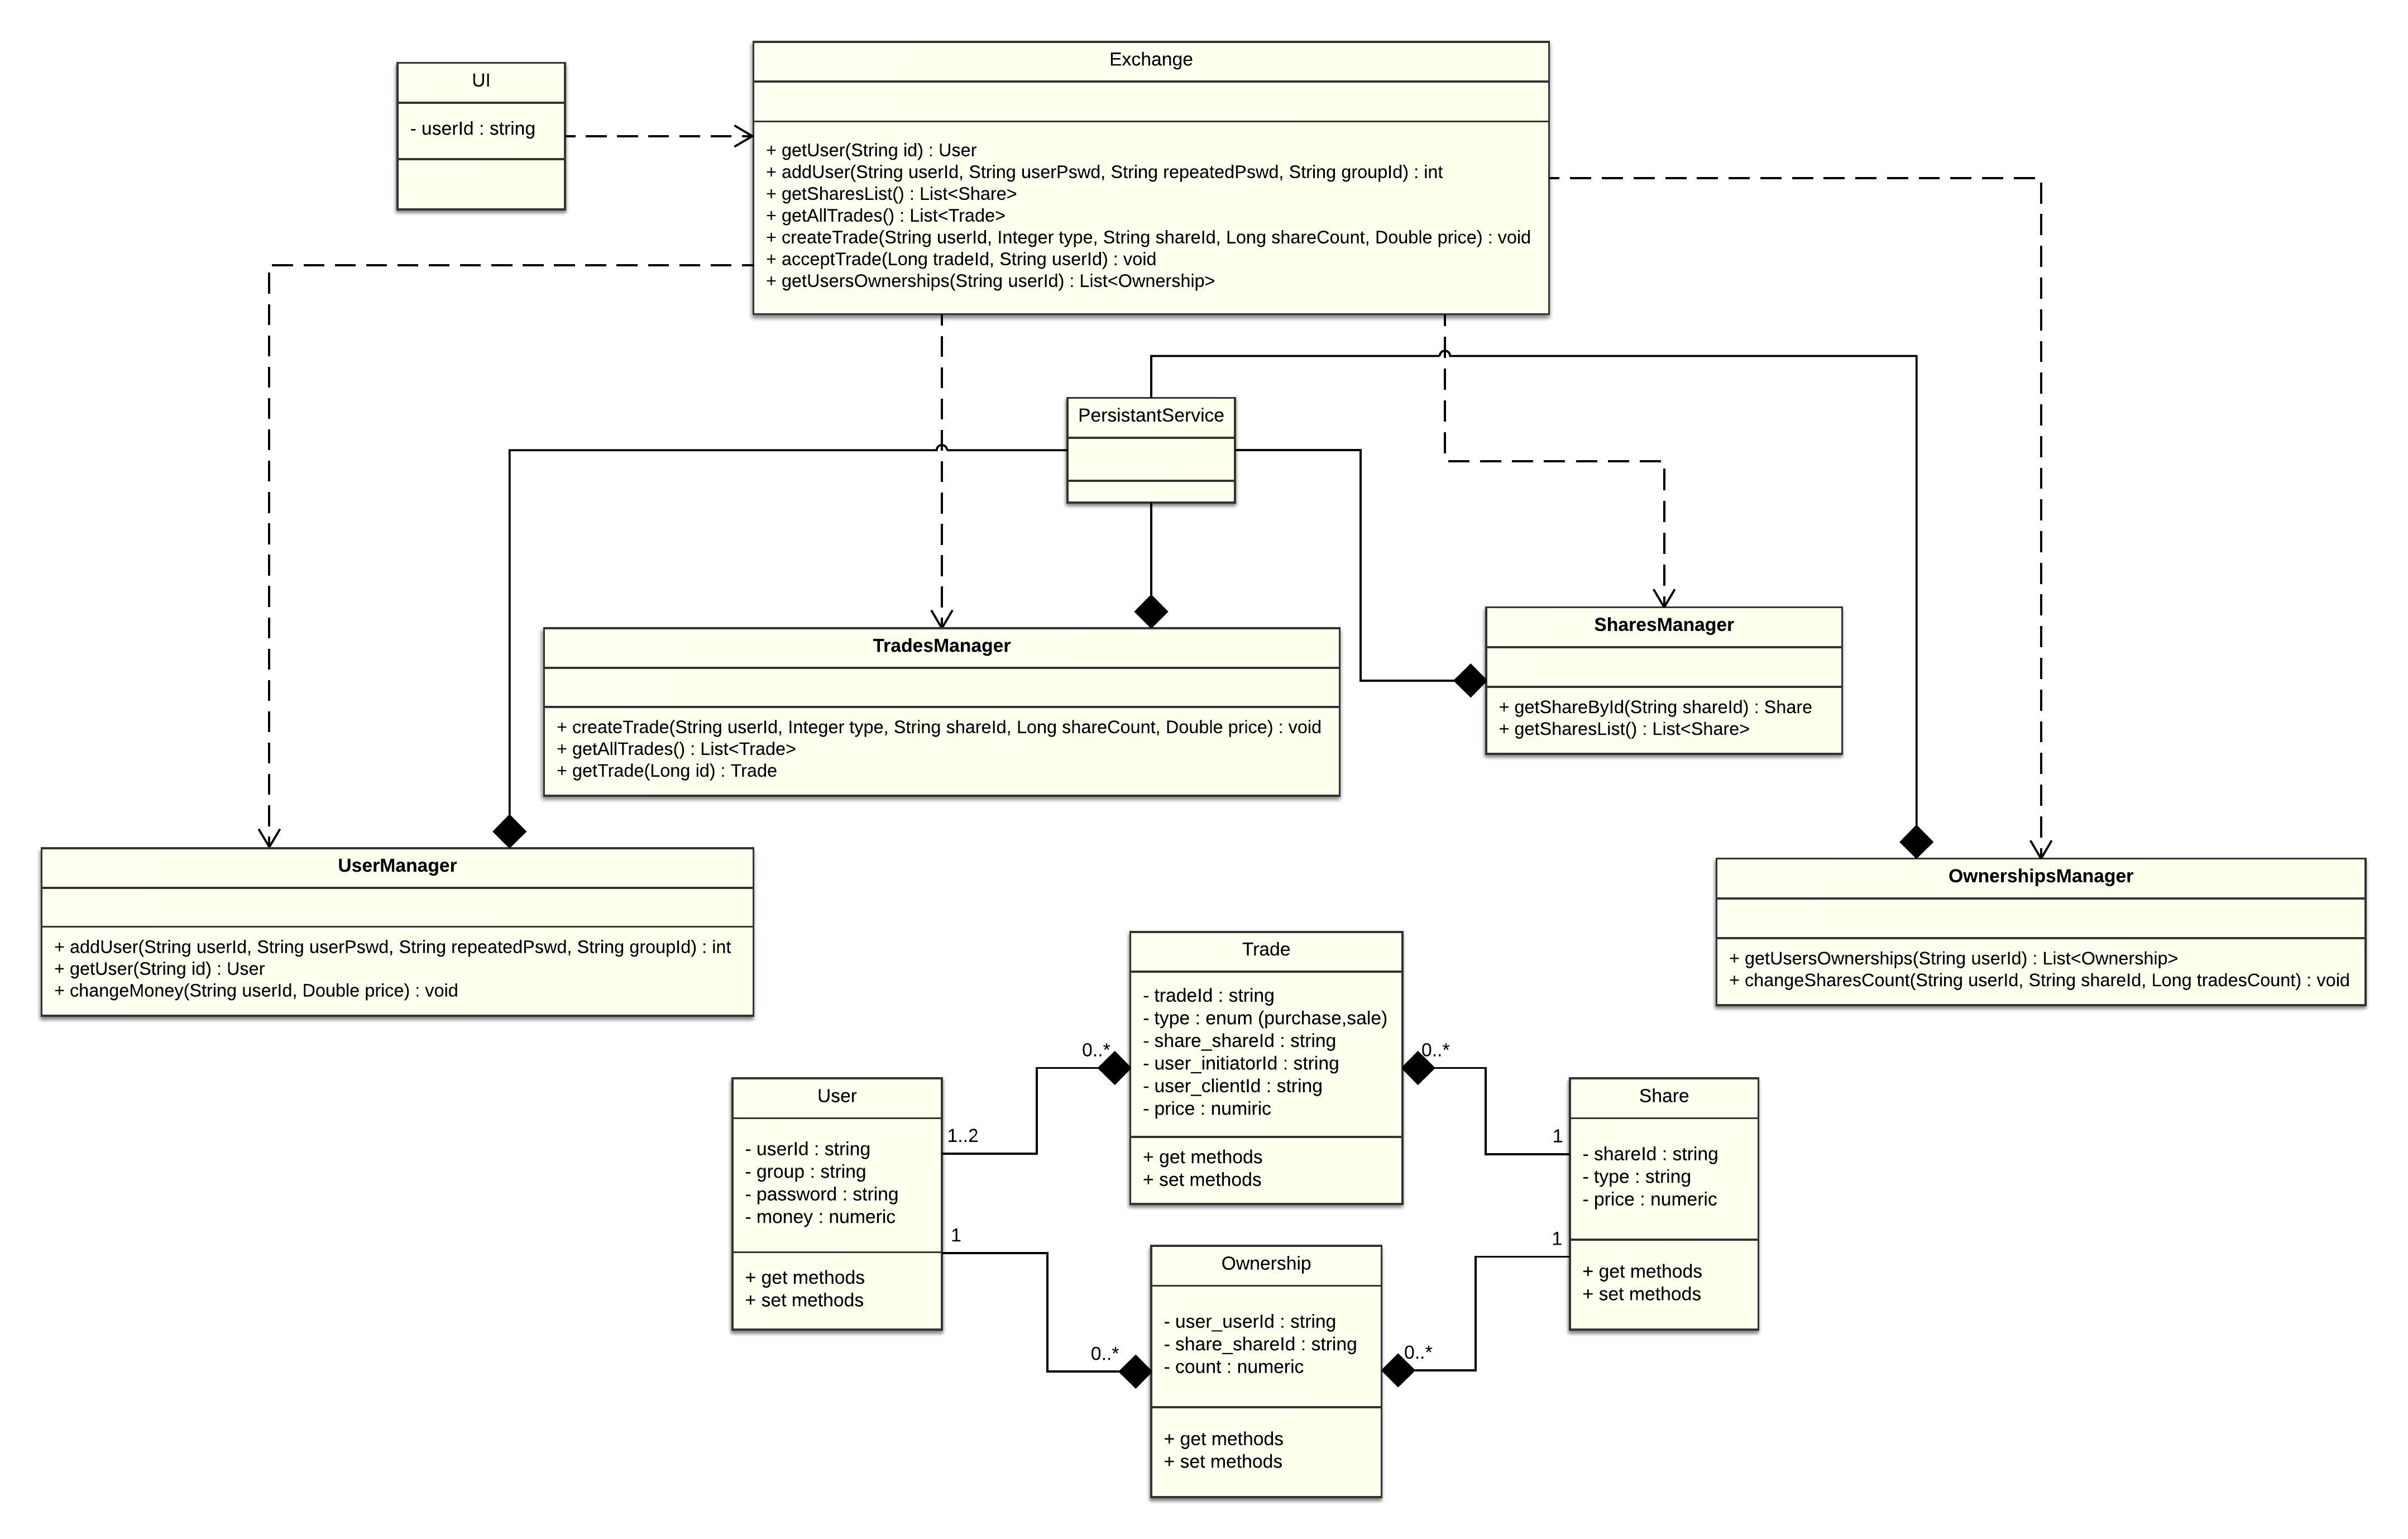 UI
- userId : string
Exchange
+ getUser(String id) : User
+ addUser(String userId, String userPswd, String repeatedPswd, String groupId) : int
+ getSharesList() : List<Share>
+ getAllTrades() : List<Trade>
+ createTrade(String userId, Integer type, String shareId, Long shareCount, Double price) : void
+ acceptTrade(Long tradeId, String userId) : void
+ getUsersOwnerships(String userId) : List<Ownership>
PersistantService
TradesManager
+ createTrade(String userId, Integer type, String shareId, Long shareCount, Double price) : void
+ getAllTrades() : List<Trade>
+ getTrade(Long id) : Trade
SharesManager
+ getShareById(String shareId) : Share
+ getSharesList() : List<Share>
UserManager
+ addUser(String userId, String userPswd, String repeatedPswd, String groupId) : int
+ getUser(String id) : User
+ changeMoney(String userId, Double price) : void
OwnershipsManager
+ getUsersOwnerships(String userId) : List<Ownership>
+ changeSharesCount(String userId, String shareId, Long tradesCount) : void
Trade
- tradeId : string
- type : enum (purchase,sale)
- share_shareId : string
- user_initiatorId : string
- user_clientId : string
- price : numiric
+ get methods
+ set methods
0..*
0..*
User
- userId : string
- group : string
- password : string
- money : numeric
+ get methods
+ set methods
1..2
1
Share
- shareId : string
- type : string
- price : numeric
+ get methods
+ set methods
1
1
Ownership
- user_userId : string
- share_shareId : string
- count : numeric
+ get methods
+ set methods
0..*
0..*